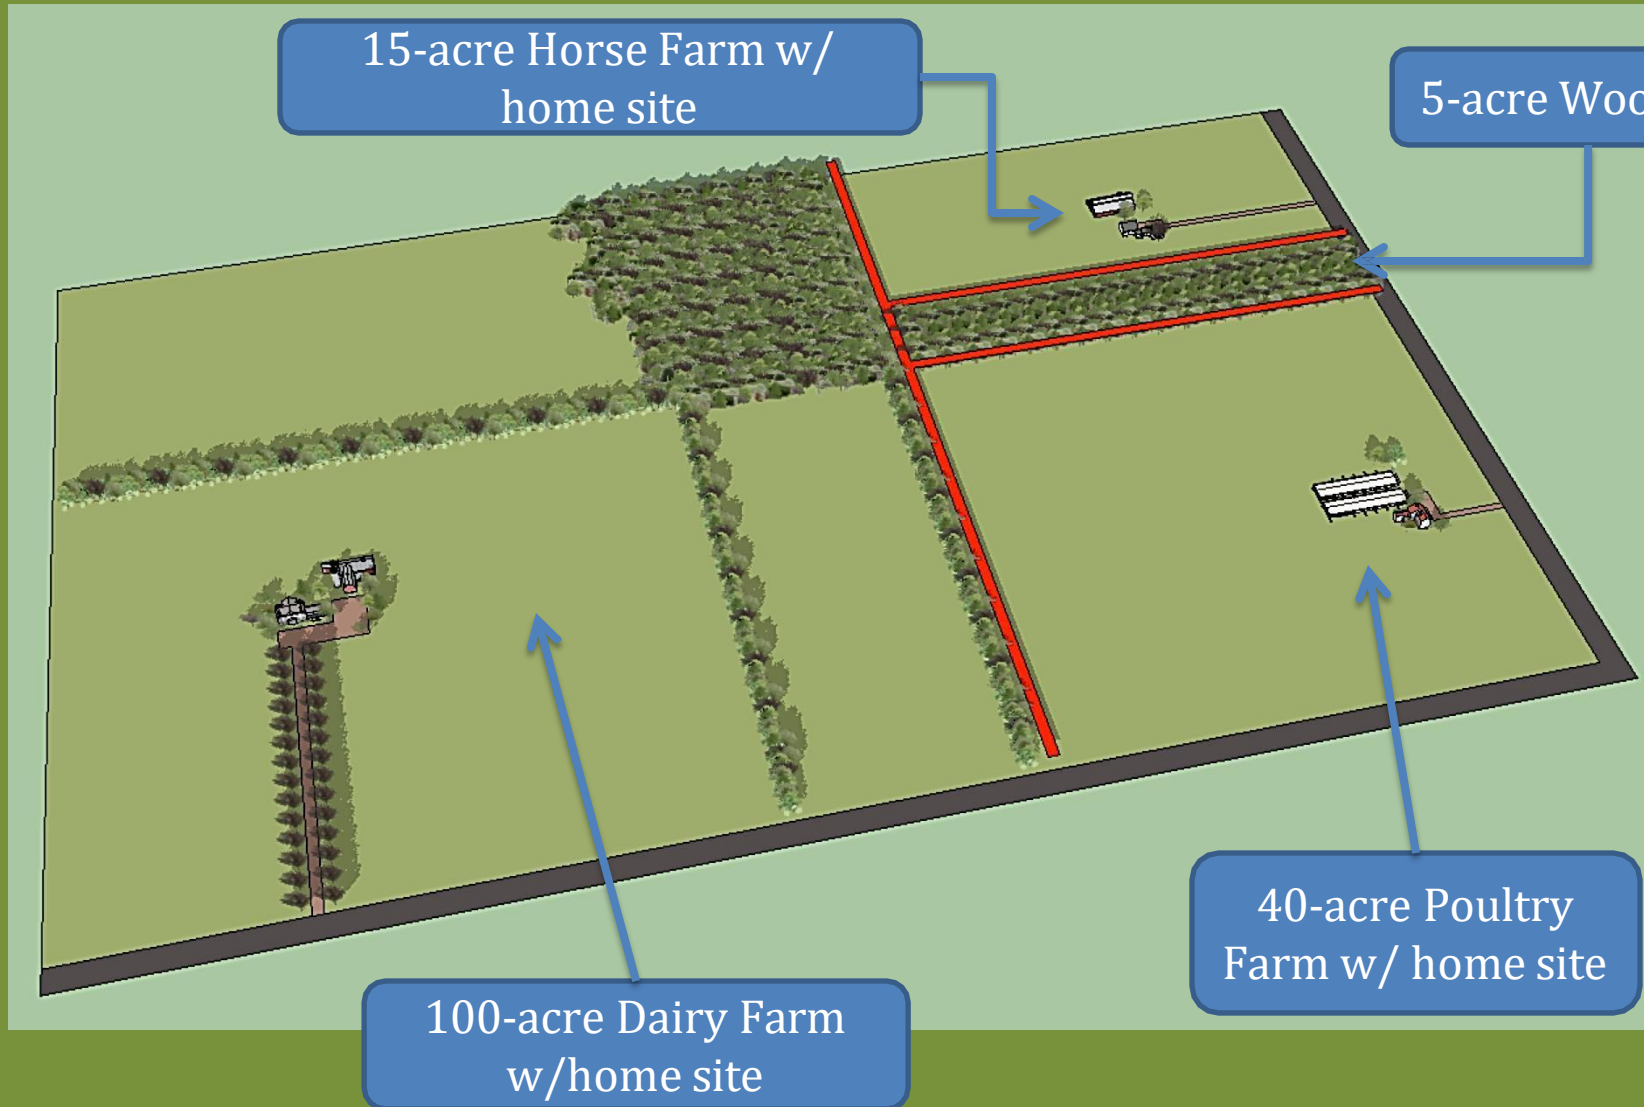 15-acre Horse Farm w/
home site
5-acre
40-acre Poultry
Farm w/ home site
100-acre Dairy Farm
w/home site